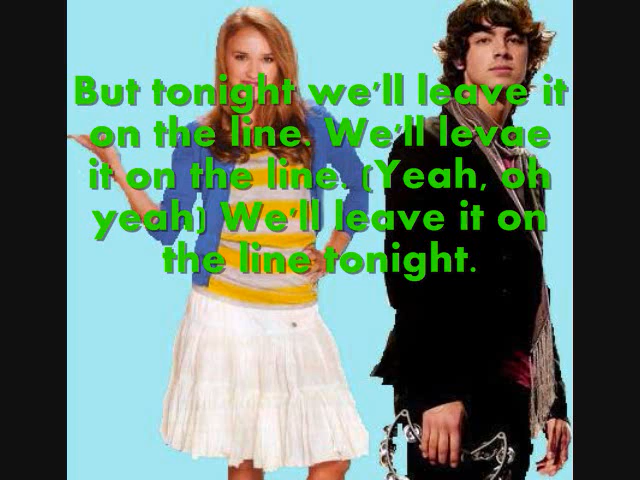 But tonight we'll leave it
on the line. We'll levae
it on the line. (Yeah, oh
yeah) We'll leave it on
the line tonight.